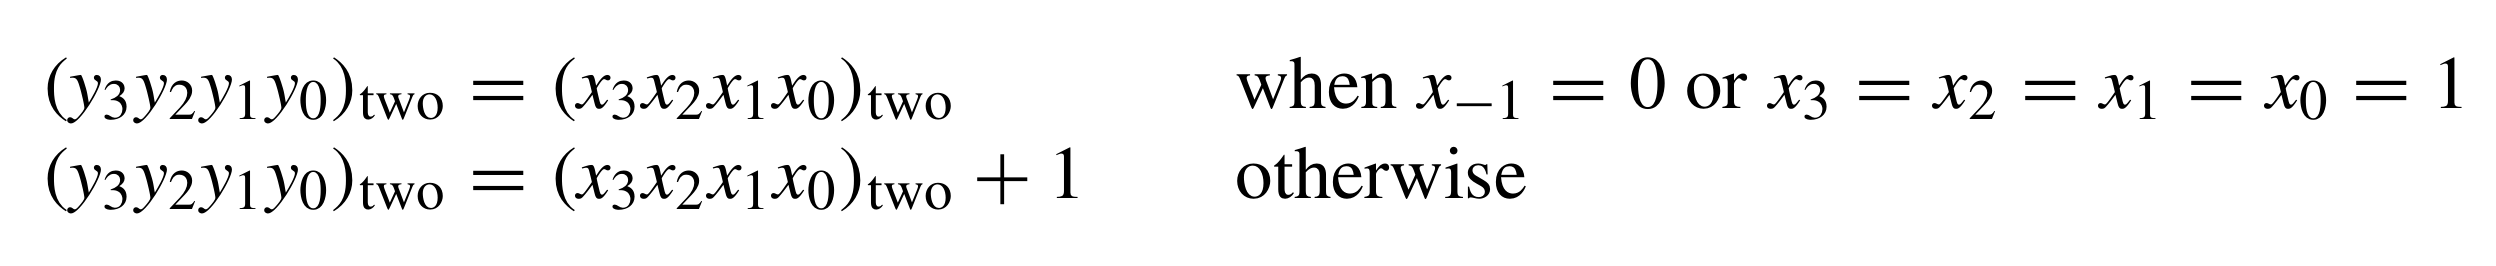 (y₃y₂y₁y₀)two = (x₃x₂x₁x₀)two when x₋₁ = 0 or x₃ = x₂ = x₁ = x₀ = 1
(y₃y₂y₁y₀)two = (x₃x₂x₁x₀)two + 1 otherwise